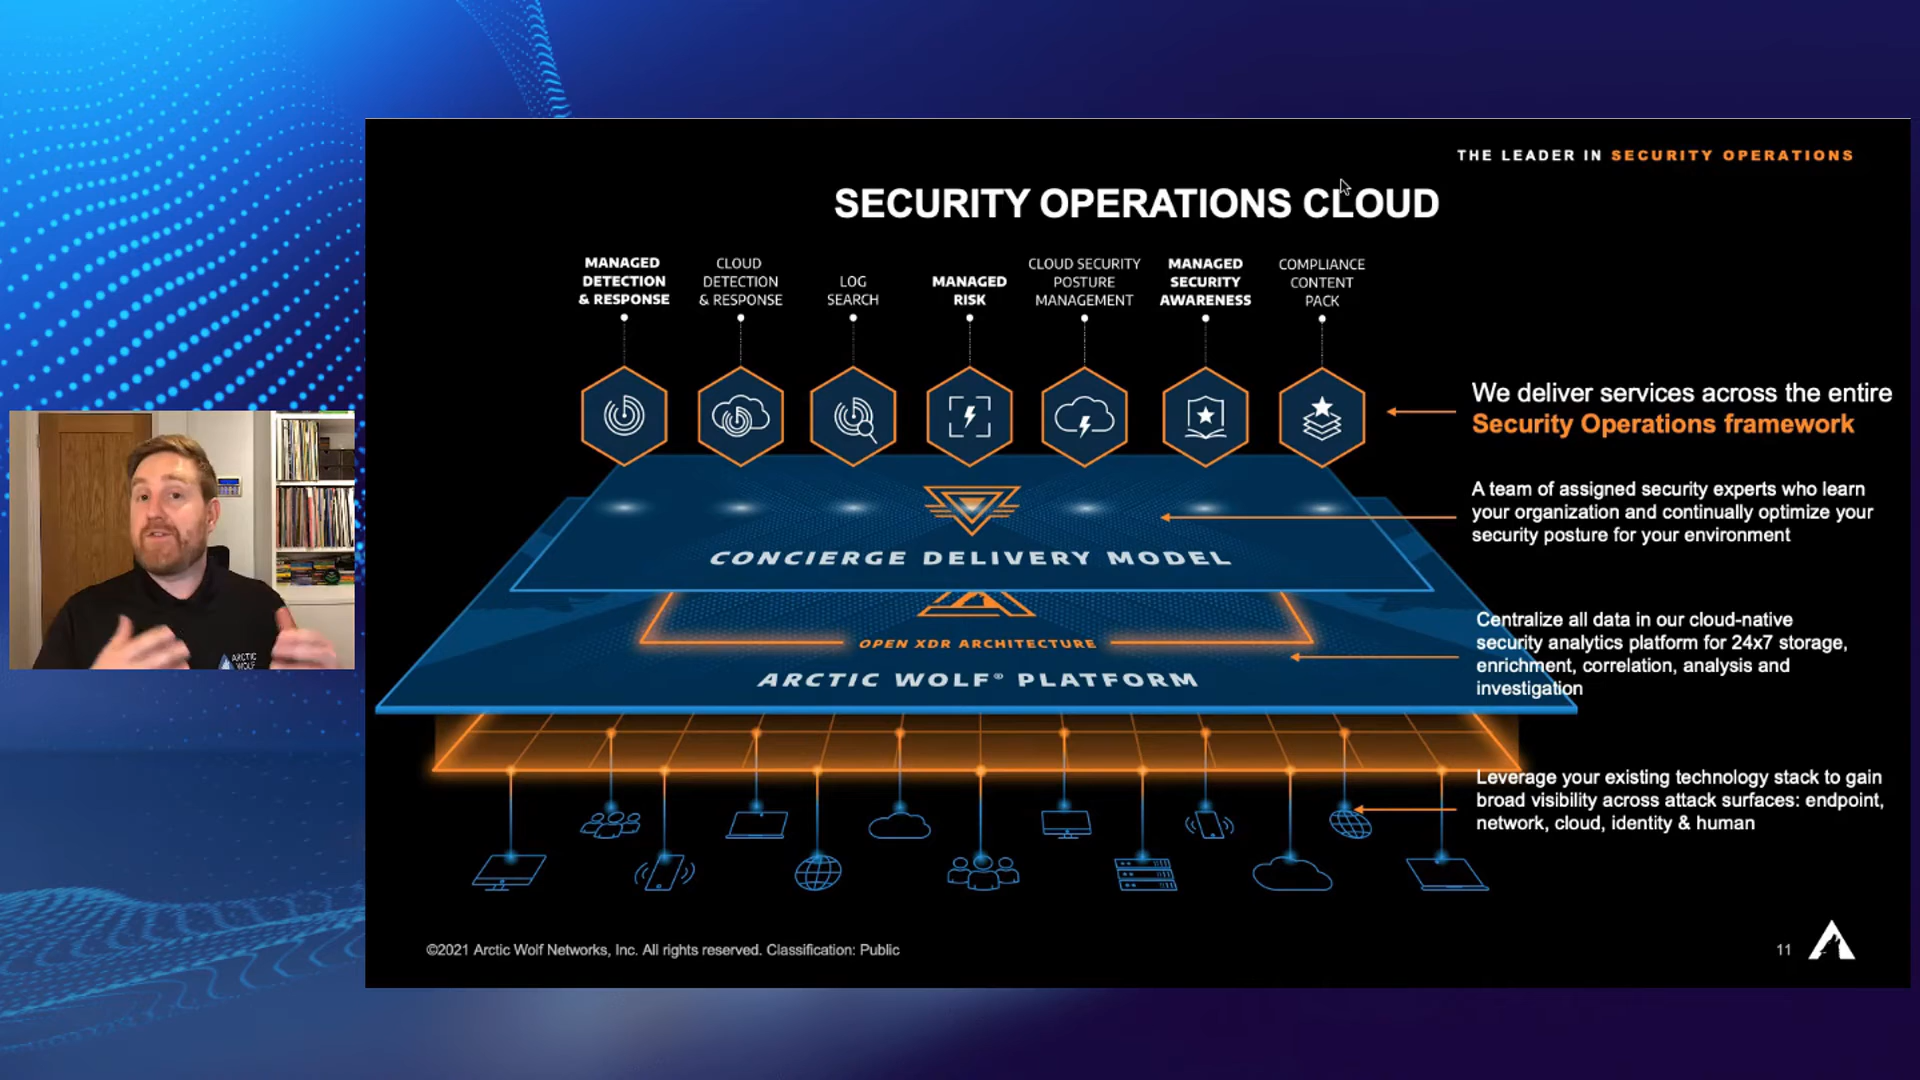 THE LEADER IN SECURITY OPERATIONS
SECURITY OPERATIONS CLOUD
MANAGED
DETECTION
& RESPONSE
CLOUD
DETECTION
& RESPONSE
LOG
SEARCH
MANAGED
RISK
CLOUD SECURITY
POSTURE
MANAGEMENT
MANAGED
SECURITY
AWARENESS
COMPLIANCE
CONTENT
PACK
We deliver services across the entire
Security Operations framework
A team of assigned security experts who learn
your organization and continually optimize your
security posture for your environment
CONCIERGE DELIVERY MODEL
OPEN XDR ARCHITECTURE
ARCTIC WOLF® PLATFORM
Centralize all data in our cloud-native
security analytics platform for 24x7 storage,
enrichment, correlation, analysis and
investigation
Leverage your existing technology stack to gain
broad visibility across attack surfaces: endpoint,
network, cloud, identity & human
ARCTIC
WOLF
©2021 Arctic Wolf Networks, Inc. All rights reserved. Classification: Public
11